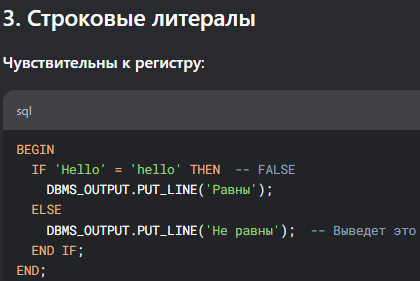 3. Строковые литералы
Чувствительны к регистру:
sql
BEGIN
  IF 'Hello' = 'hello' THEN  -- FALSE
    DBMS_OUTPUT.PUT_LINE('Равны');
  ELSE
    DBMS_OUTPUT.PUT_LINE('Не равны');  -- Выведет это
  END IF;
END;